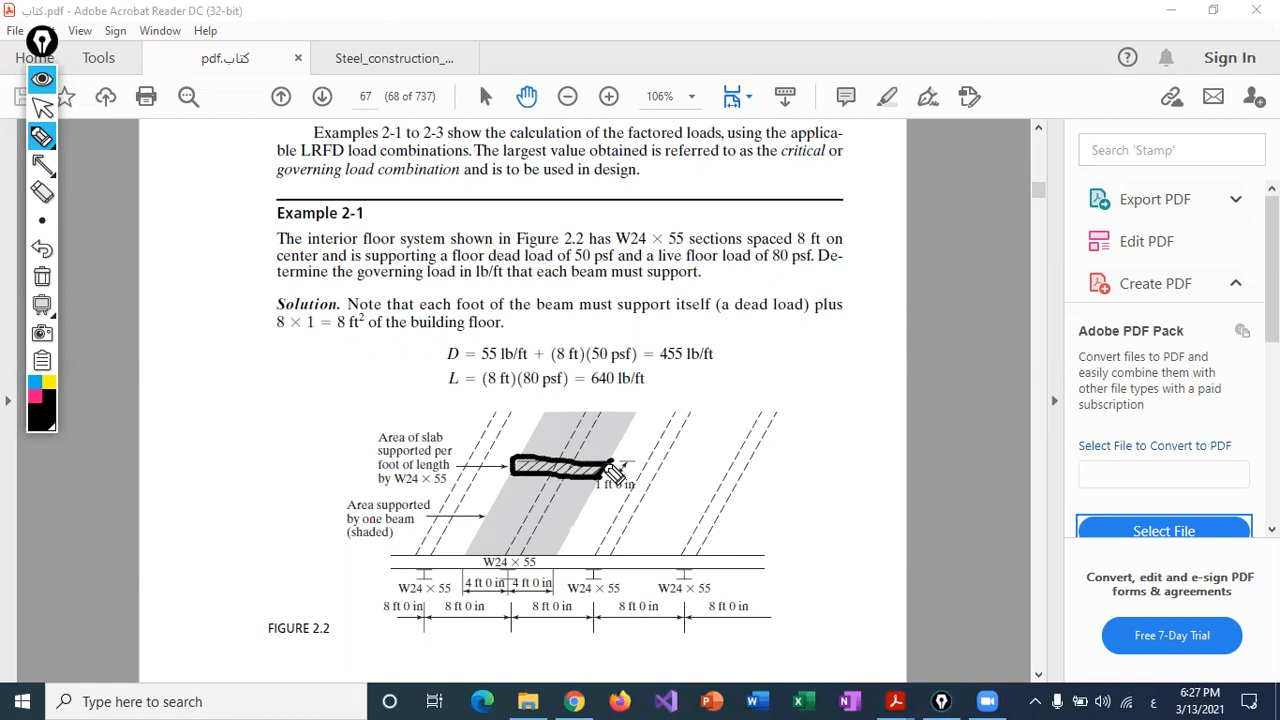 كتاب.pdf - Adobe Acrobat Reader DC (32-bit)
File View Sign Window Help
Home Tools كتاب.pdf × Steel_construction_... Sign In
67 (68 of 737) 106%
Examples 2-1 to 2-3 show the calculation of the factored loads, using the applica-
ble LRFD load combinations. The largest value obtained is referred to as the critical or
governing load combination and is to be used in design.
Example 2-1
The interior floor system shown in Figure 2.2 has W24 × 55 sections spaced 8 ft on
center and is supporting a floor dead load of 50 psf and a live floor load of 80 psf. De-
termine the governing load in lb/ft that each beam must support.
Solution. Note that each foot of the beam must support itself (a dead load) plus
8 × 1 = 8 ft² of the building floor.
D = 55 lb/ft + (8 ft)(50 psf) = 455 lb/ft
L = (8 ft)(80 psf) = 640 lb/ft
Area of slab
supported per
foot of length
by W24 × 55
1 ft 0 in
Area supported
by one beam
(shaded)
W24 × 55
4 ft 0 in 4 ft 0 in
W24 × 55 W24 × 55 W24 × 55
8 ft 0 in 8 ft 0 in 8 ft 0 in 8 ft 0 in 8 ft 0 in
FIGURE 2.2
Search 'Stamp'
Export PDF
Edit PDF
Create PDF
Adobe PDF Pack
Convert files to PDF and
easily combine them with
other file types with a paid
subscription
Select File to Convert to PDF
Select File
Convert, edit and e-sign PDF
forms & agreements
Free 7-Day Trial
Type here to search
ع
6:27 PM
3/13/2021